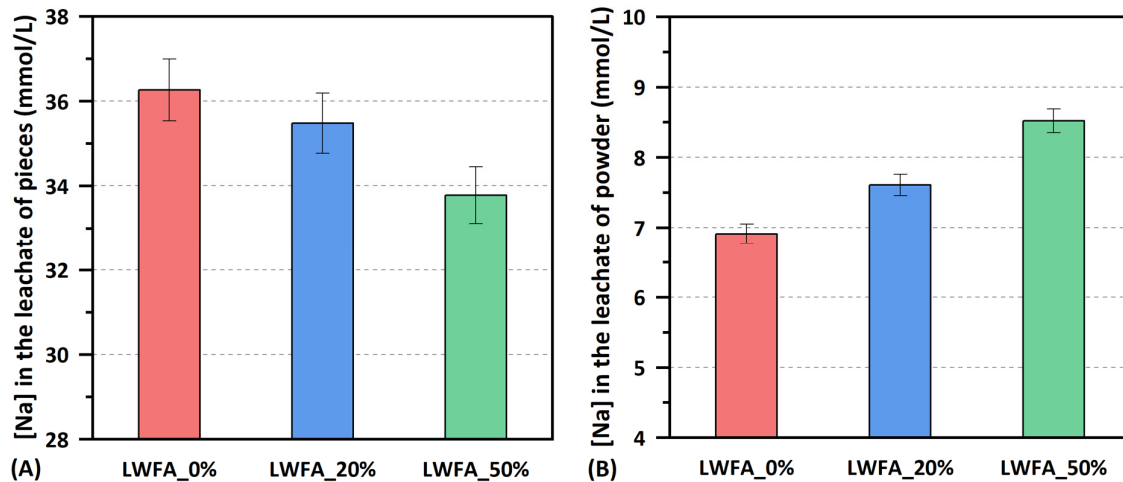 [Na] in the leachate of pieces (mmol/L)
38
36
34
32
30
28
LWFA_0% LWFA_20% LWFA_50%
(A)
[Na] in the leachate of powder (mmol/L)
10
9
8
7
6
5
4
LWFA_0% LWFA_20% LWFA_50%
(B)